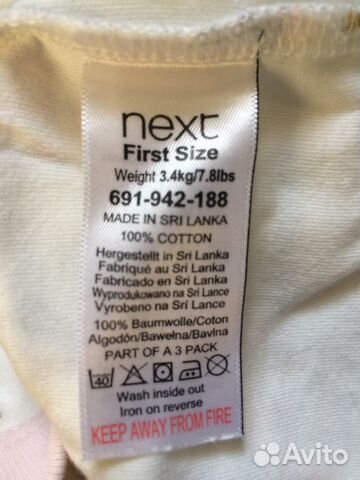 next
First Size
Weight 3.4kg/7.8lbs
691-942-188
MADE IN SRI LANKA
100% COTTON
Hergestellt in Sri Lanka
Fabriqué au Sri Lanka
Fabricado en Sri Lanka
Wyprodukowano na Sri Lance
Vyrobeno na Sri Lance
100% Baumwolle/Coton
Algodón/Bawełna/Bavlna
PART OF A 3 PACK
40
Wash inside out
Iron on reverse
KEEP AWAY FROM FIRE
Avito